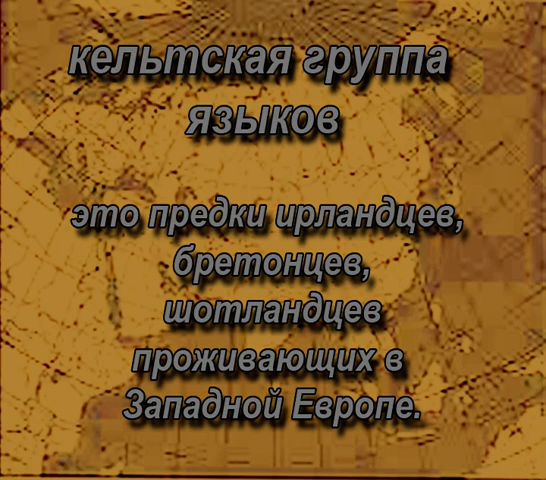 кельтская группа
языков
это предки ирландцев,
бретонцев,
шотландцев
проживающих в
Западной Европе.